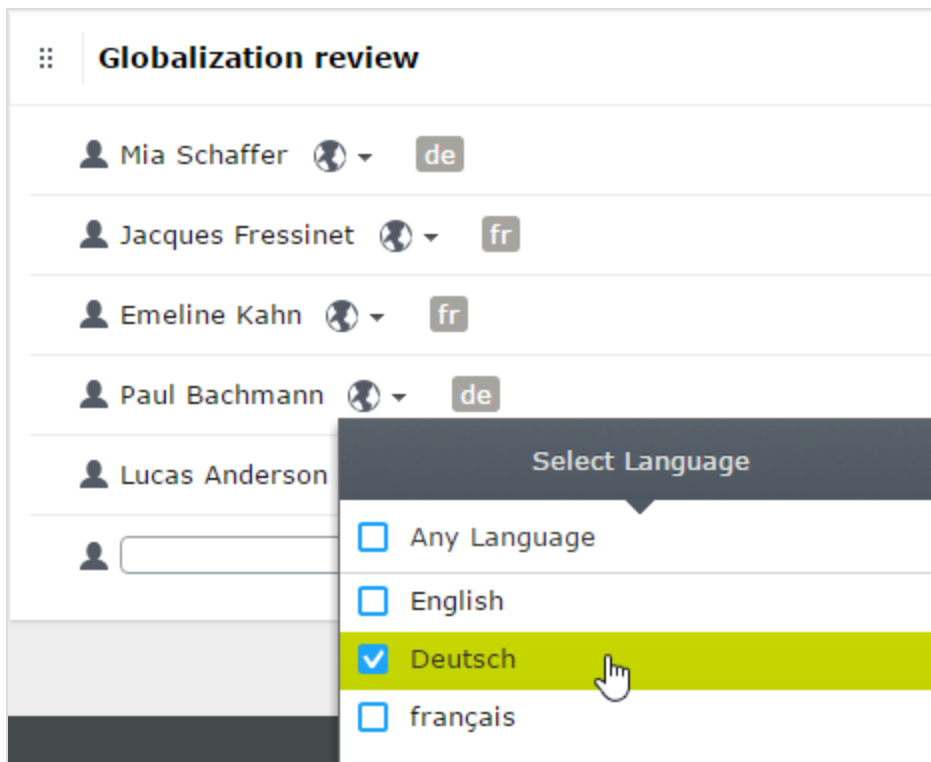 Globalization review
Mia Schaffer de
Jacques Fressinet fr
Emeline Kahn fr
Paul Bachmann de
Select Language
Lucas Anderson
Any Language
English
Deutsch
français